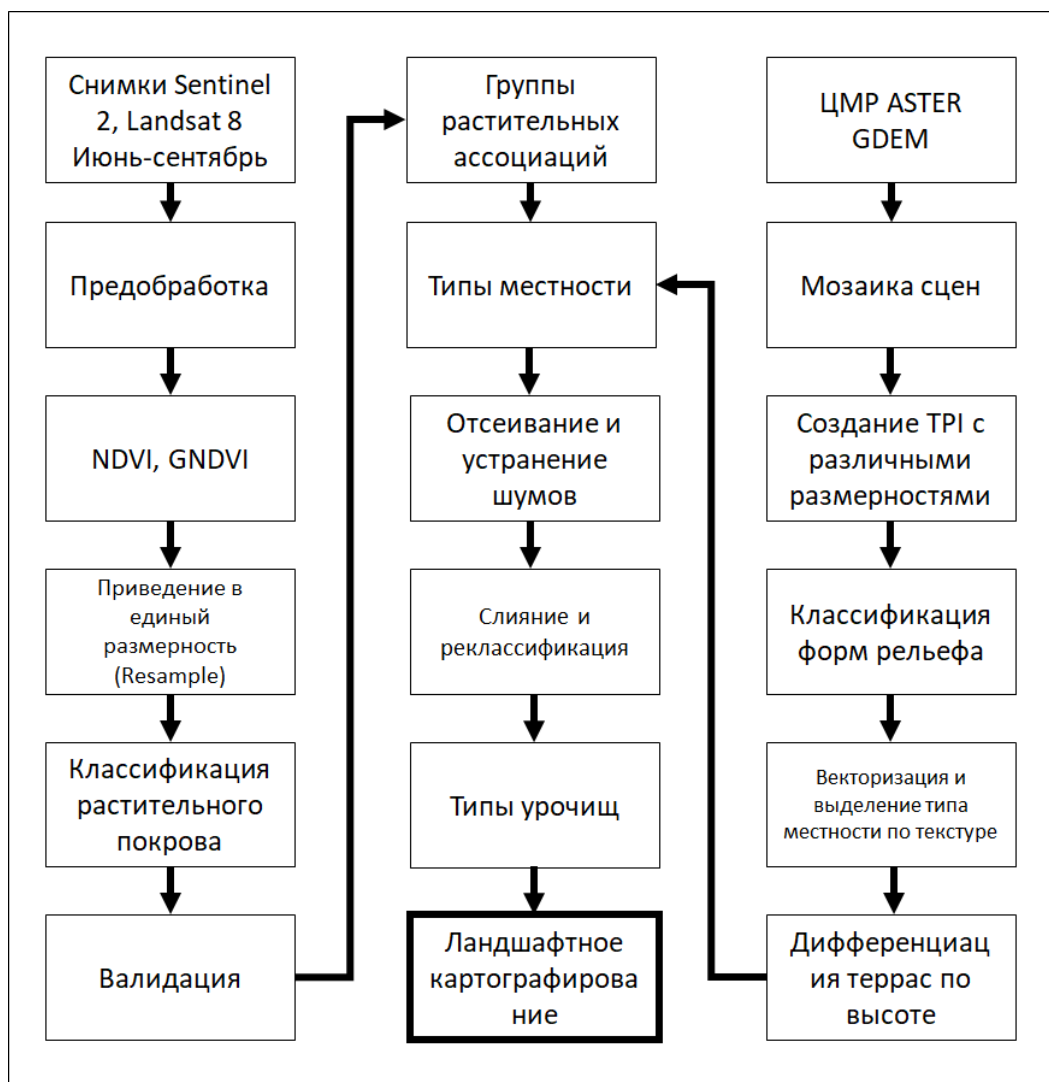 Снимки Sentinel
2, Landsat 8
Июнь-сентябрь
Предобработка
NDVI, GNDVI
Приведение в
единый
размерность
(Resample)
Классификация
растительного
покрова
Валидация
Группы
растительных
ассоциаций
Типы местности
Отсеивание и
устранение
шумов
Слияние и
реклассификация
Типы урочищ
Ландшафтное
картографирова
ние
ЦМР ASTER
GDEM
Мозаика сцен
Создание TPI с
различными
размерностями
Классификация
форм рельефа
Векторизация и
выделение типа
местности по текстуре
Дифференциац
ия террас по
высоте